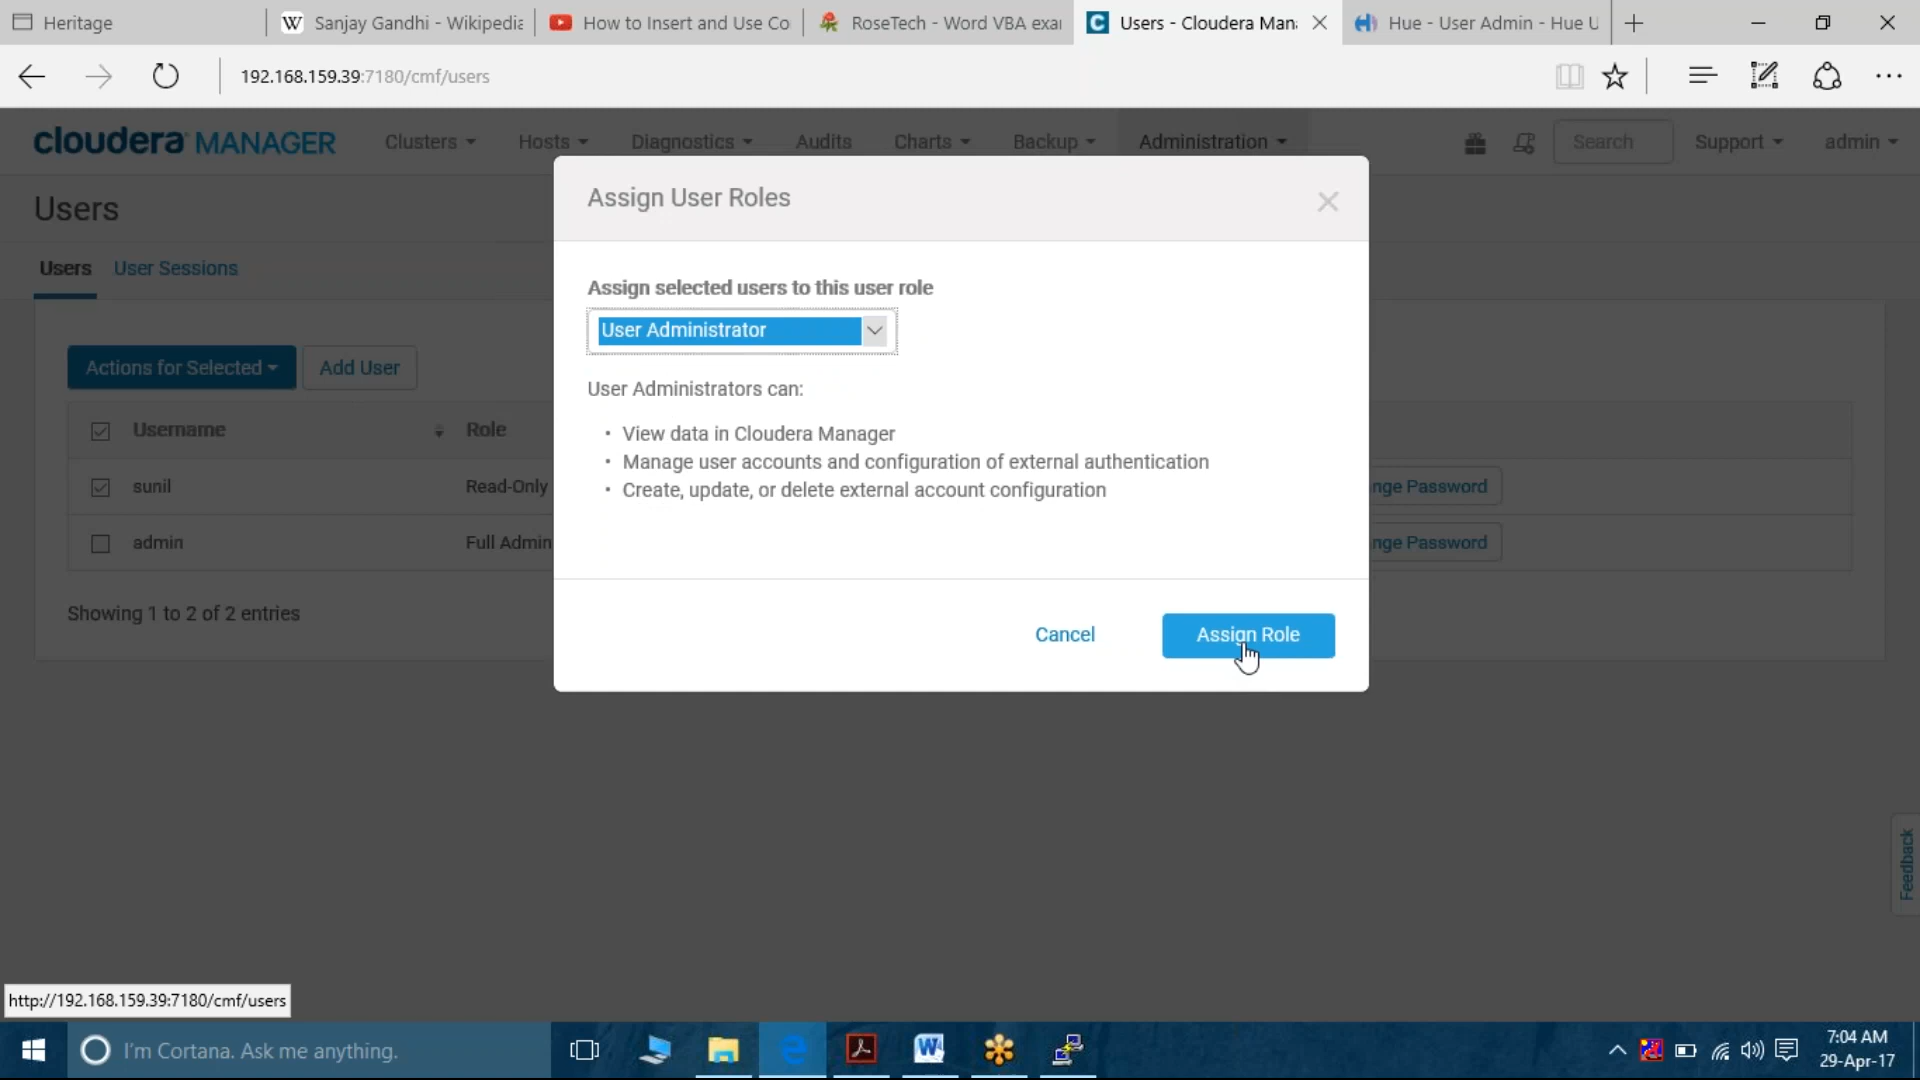 Heritage
Sanjay Gandhi - Wikipedia
How to Insert and Use Co
RoseTech - Word VBA exar
Users - Cloudera Mana
Hue - User Admin - Hue U
192.168.159.39:7180/cmf/users
cloudera MANAGER
Clusters
Hosts
Diagnostics
Audits
Charts
Backup
Administration
Search
Support
admin
Users
Users
User Sessions
Actions for Selected
Add User
Username
Role
sunil
Read-Only
nge Password
admin
Full Admin
nge Password
Showing 1 to 2 of 2 entries
Assign User Roles
Assign selected users to this user role
User Administrator
User Administrators can:
• View data in Cloudera Manager
• Manage user accounts and configuration of external authentication
• Create, update, or delete external account configuration
Cancel
Assign Role
Feedback
http://192.168.159.39:7180/cmf/users
I'm Cortana. Ask me anything.
7:04 AM
29-Apr-17